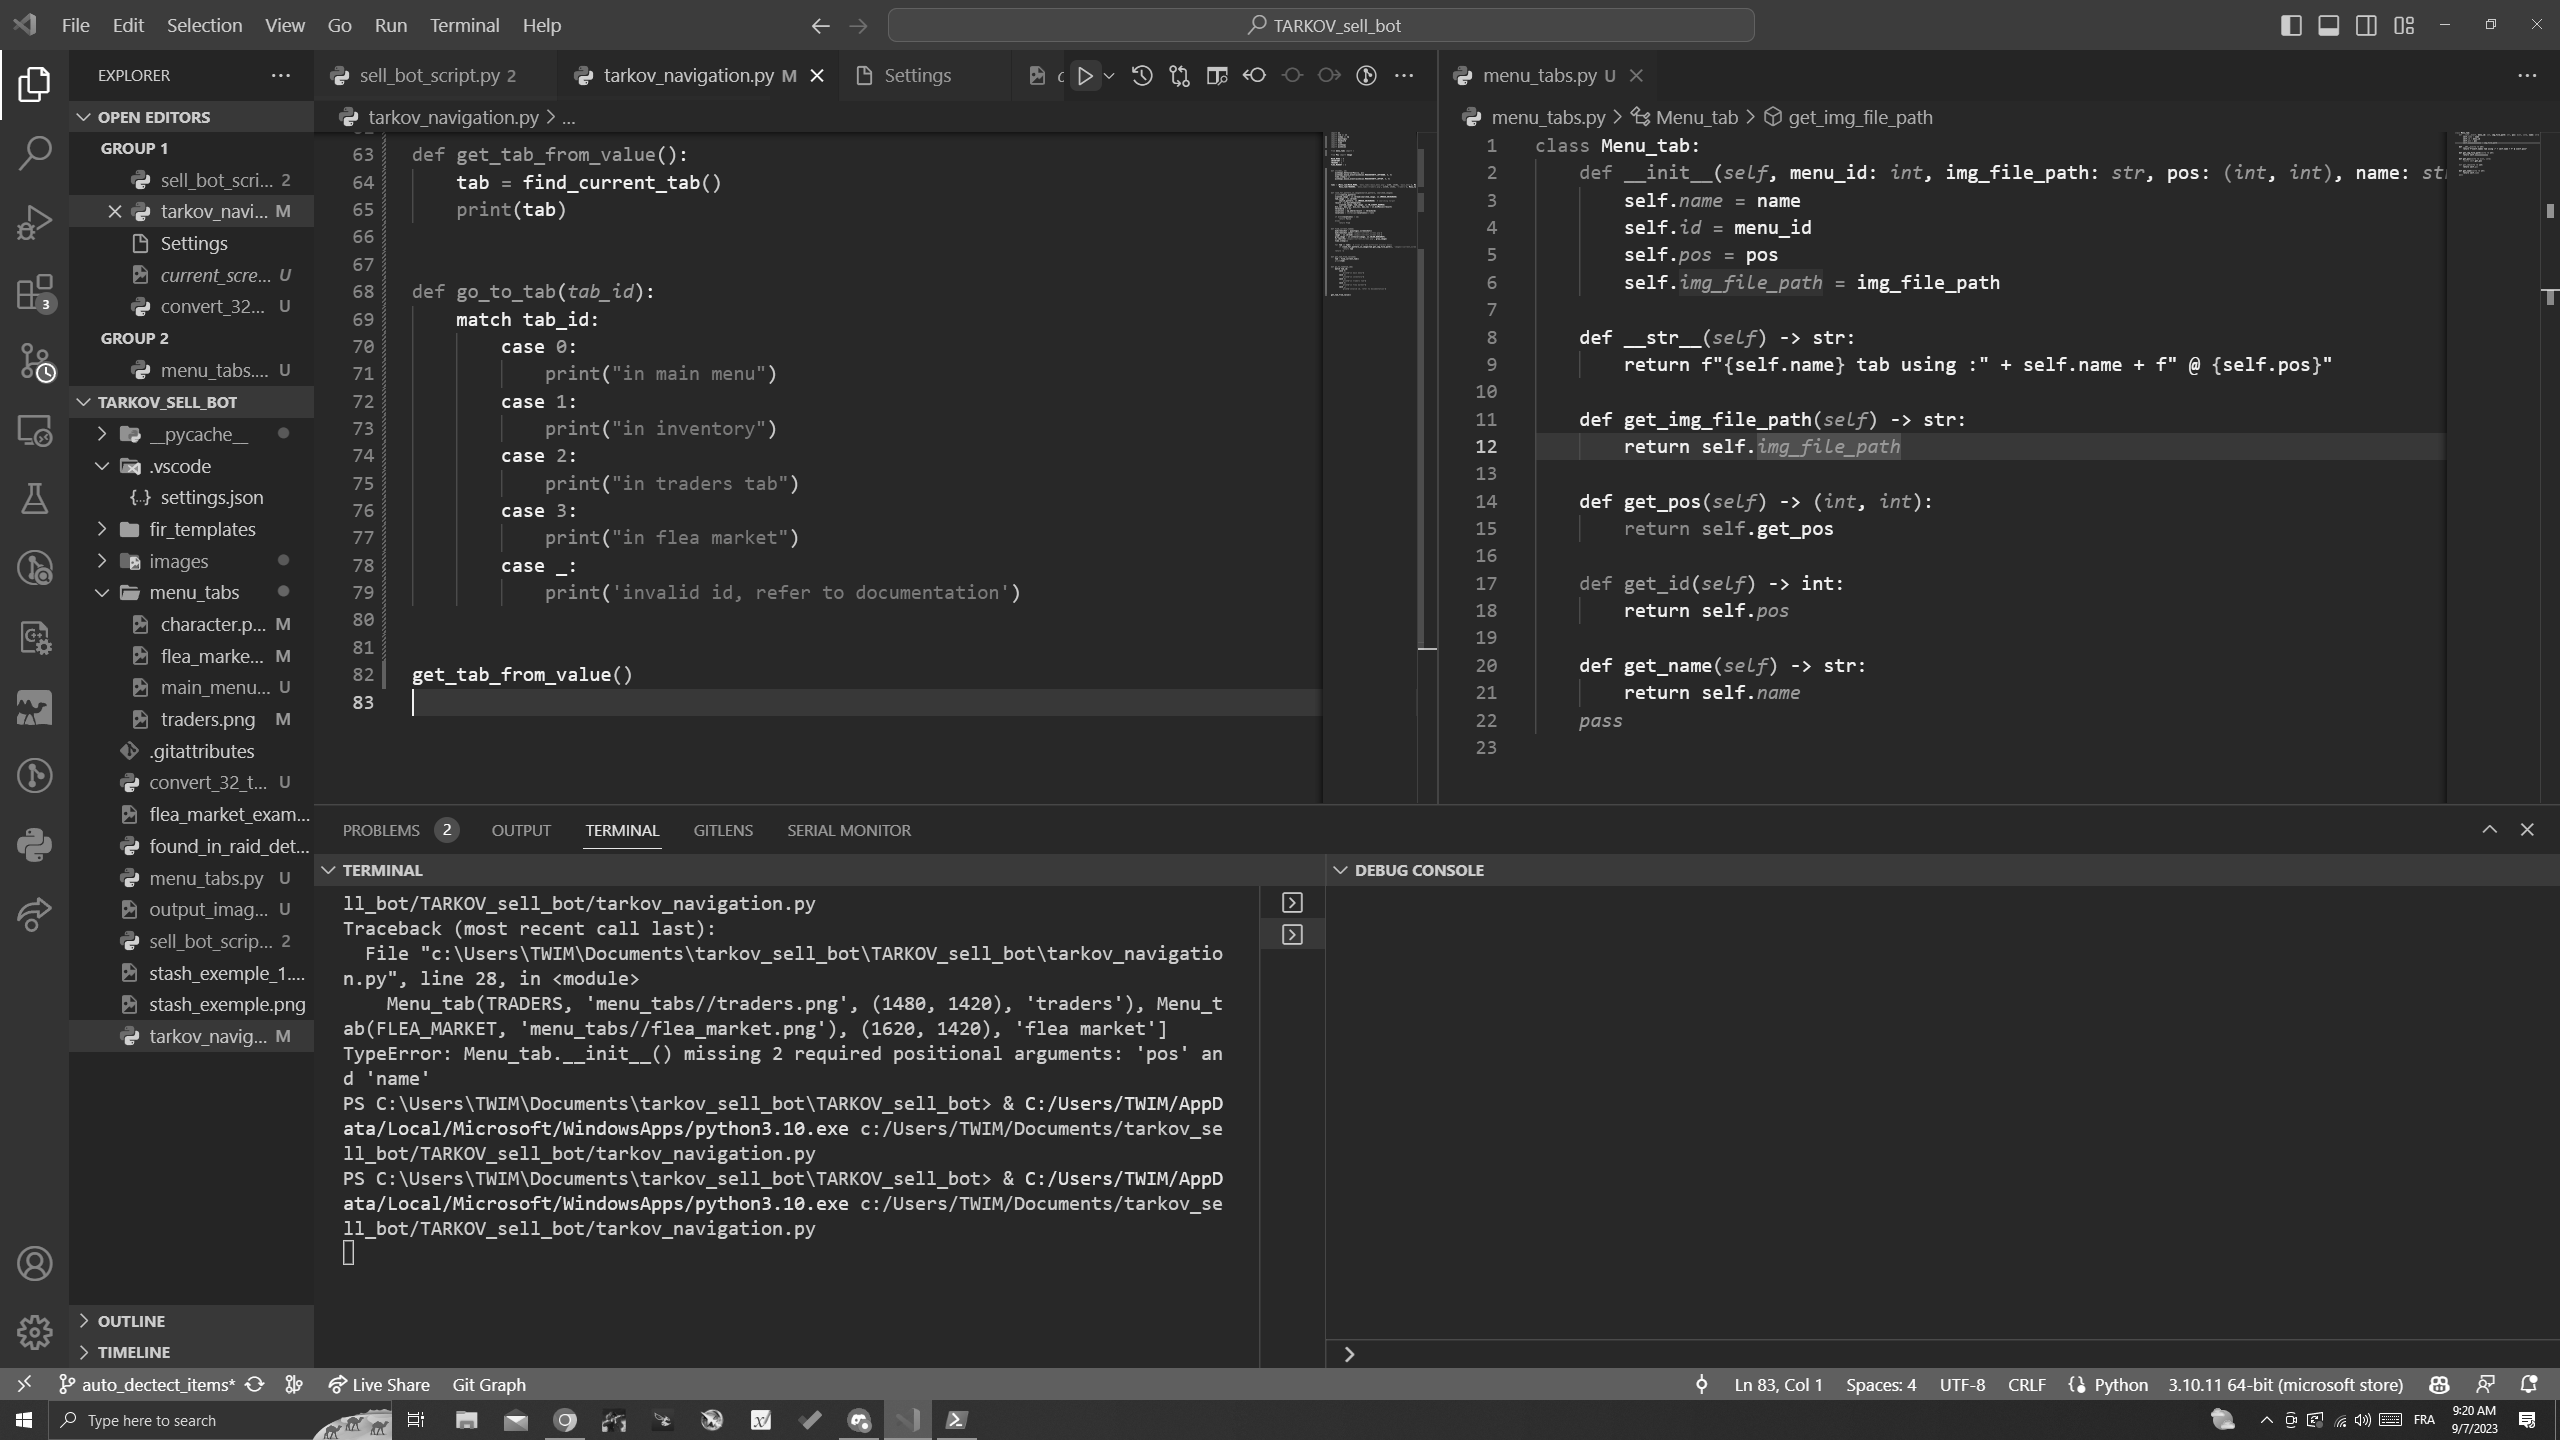 File Edit Selection View Go Run Terminal Help
TARKOV_sell_bot
EXPLORER
OPEN EDITORS
GROUP 1
sell_bot_scri... 2
tarkov_navi... M
Settings
current_scre... U
convert_32... U
GROUP 2
menu_tabs.... U
TARKOV_SELL_BOT
__pycache__
.vscode
{..} settings.json
fir_templates
images
menu_tabs
character.p... M
flea_marke... M
main_menu... U
traders.png M
.gitattributes
convert_32_t... U
flea_market_exam...
found_in_raid_det...
menu_tabs.py U
output_imag... U
sell_bot_scrip... 2
stash_exemple_1....
stash_exemple.png
tarkov_navig... M
OUTLINE
TIMELINE
3
sell_bot_script.py 2
tarkov_navigation.py M
Settings
tarkov_navigation.py > ...
63 def get_tab_from_value():
64 tab = find_current_tab()
65 print(tab)
66
67
68 def go_to_tab(tab_id):
69 match tab_id:
70 case 0:
71 print("in main menu")
72 case 1:
73 print("in inventory")
74 case 2:
75 print("in traders tab")
76 case 3:
77 print("in flea market")
78 case _:
79 print('invalid id, refer to documentation')
80
81
82 get_tab_from_value()
83
menu_tabs.py U
menu_tabs.py > Menu_tab > get_img_file_path
1 class Menu_tab:
2 def __init__(self, menu_id: int, img_file_path: str, pos: (int, int), name: st
3 self.name = name
4 self.id = menu_id
5 self.pos = pos
6 self.img_file_path = img_file_path
7
8 def __str__(self) -> str:
9 return f"{self.name} tab using :" + self.name + f" @ {self.pos}"
10
11 def get_img_file_path(self) -> str:
12 return self.img_file_path
13
14 def get_pos(self) -> (int, int):
15 return self.get_pos
16
17 def get_id(self) -> int:
18 return self.pos
19
20 def get_name(self) -> str:
21 return self.name
22 pass
23
PROBLEMS 2 OUTPUT TERMINAL GITLENS SERIAL MONITOR
TERMINAL
ll_bot/TARKOV_sell_bot/tarkov_navigation.py
Traceback (most recent call last):
File "c:\Users\TWIM\Documents\tarkov_sell_bot\TARKOV_sell_bot\tarkov_navigatio
n.py", line 28, in <module>
Menu_tab(TRADERS, 'menu_tabs//traders.png', (1480, 1420), 'traders'), Menu_t
ab(FLEA_MARKET, 'menu_tabs//flea_market.png'), (1620, 1420), 'flea market']
TypeError: Menu_tab.__init__() missing 2 required positional arguments: 'pos' an
d 'name'
PS C:\Users\TWIM\Documents\tarkov_sell_bot\TARKOV_sell_bot> & C:/Users/TWIM/AppD
ata/Local/Microsoft/WindowsApps/python3.10.exe c:/Users/TWIM/Documents/tarkov_se
ll_bot/TARKOV_sell_bot/tarkov_navigation.py
PS C:\Users\TWIM\Documents\tarkov_sell_bot\TARKOV_sell_bot> & C:/Users/TWIM/AppD
ata/Local/Microsoft/WindowsApps/python3.10.exe c:/Users/TWIM/Documents/tarkov_se
ll_bot/TARKOV_sell_bot/tarkov_navigation.py
DEBUG CONSOLE
auto_dectect_items* Live Share Git Graph
Ln 83, Col 1 Spaces: 4 UTF-8 CRLF Python 3.10.11 64-bit (microsoft store)
Type here to search
FRA
9:20 AM
9/7/2023